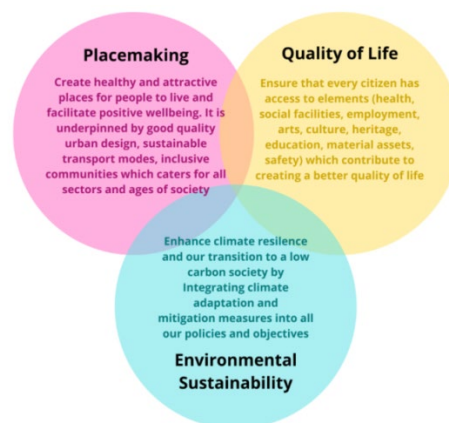 Placemaking
Create healthy and attractive
places for people to live and
facilitate positive wellbeing. It is
underpinned by good quality
urban design, sustainable
transport modes, inclusive
communities which caters for all
sectors and ages of society
Quality of Life
Ensure that every citizen has
access to elements (health,
social facilities, employment,
arts, culture, heritage,
education, material assets,
safety) which contribute to
creating a better quality of life
Enhance climate resilence
and our transition to a low
carbon society by
Integrating climate
adaptation and
mitigation measures into all
our policies and objectives
Environmental
Sustainability